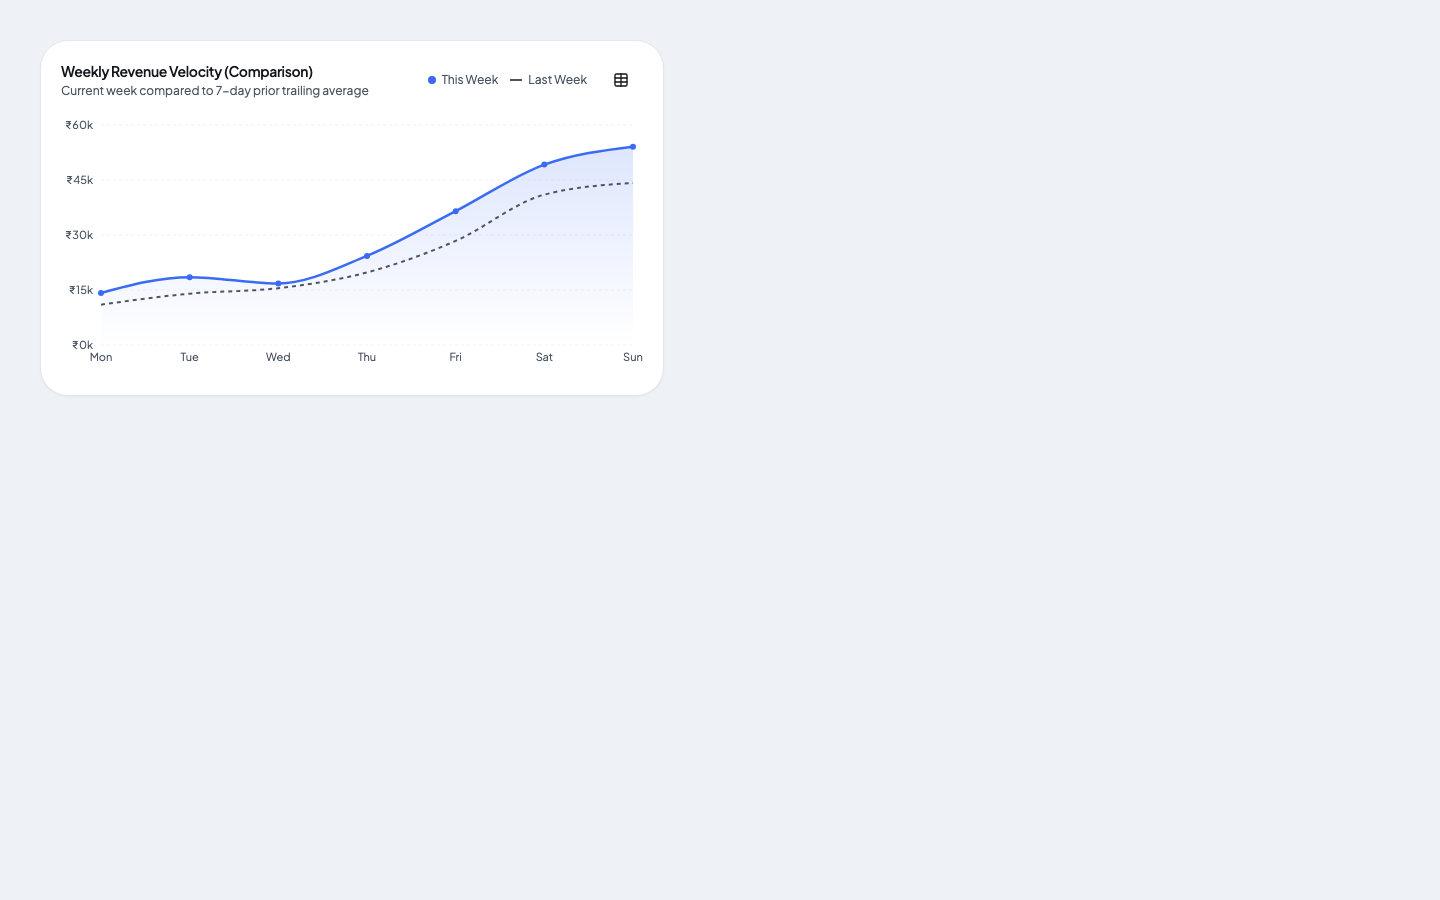 Weekly Revenue Velocity (Comparison)
Current week compared to 7-day prior trailing average
This Week
Last Week
₹60k
₹45k
₹30k
₹15k
₹0k
Mon Tue Wed Thu Fri Sat Sun